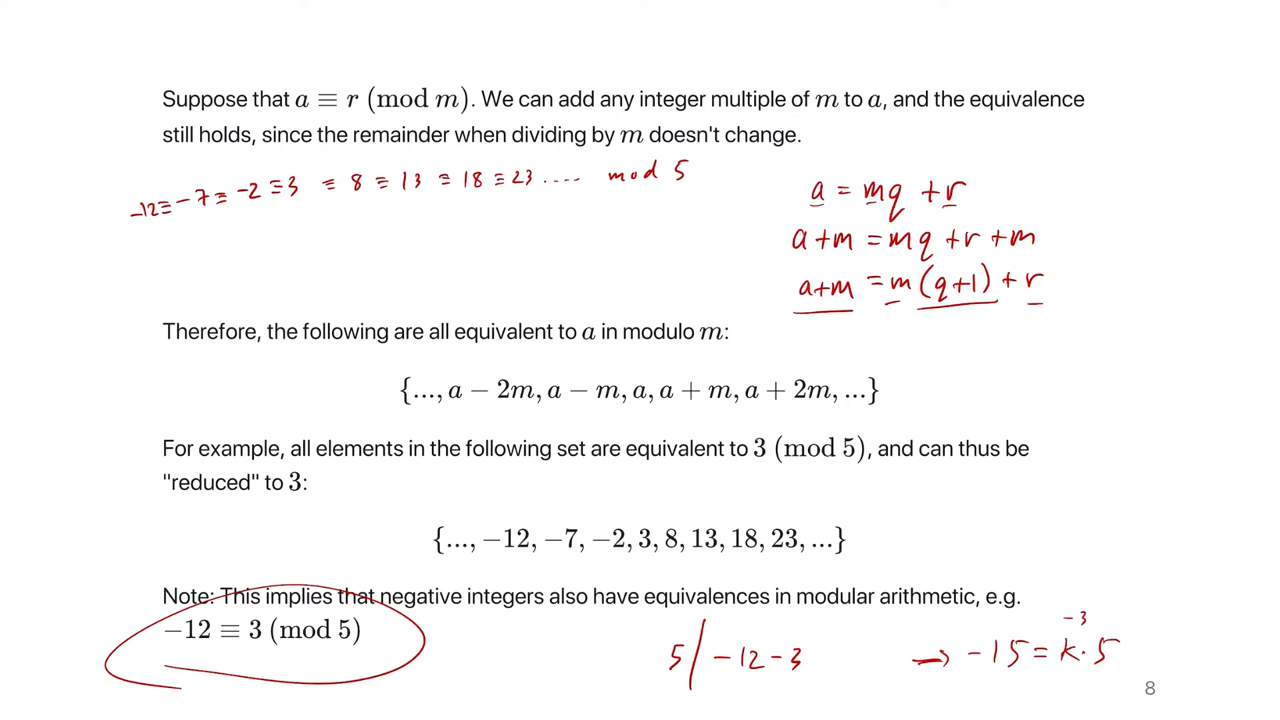 Suppose that a ≡ r (mod m). We can add any integer multiple of m to a, and the equivalence
still holds, since the remainder when dividing by m doesn't change.
-12 ≡ -7 ≡ -2 ≡ 3 ≡ 8 ≡ 13 ≡ 18 ≡ 23 .... mod 5
a = mq + r
a + m = mq + r + m
a + m = m(q+1) + r
Therefore, the following are all equivalent to a in modulo m:
{..., a − 2m, a − m, a, a + m, a + 2m, ...}
For example, all elements in the following set are equivalent to 3 (mod 5), and can thus be
"reduced" to 3:
{..., −12, −7, −2, 3, 8, 13, 18, 23, ...}
Note: This implies that negative integers also have equivalences in modular arithmetic, e.g.
−12 ≡ 3 (mod 5)
5 | -12 - 3
-3
→ -15 = k · 5
8